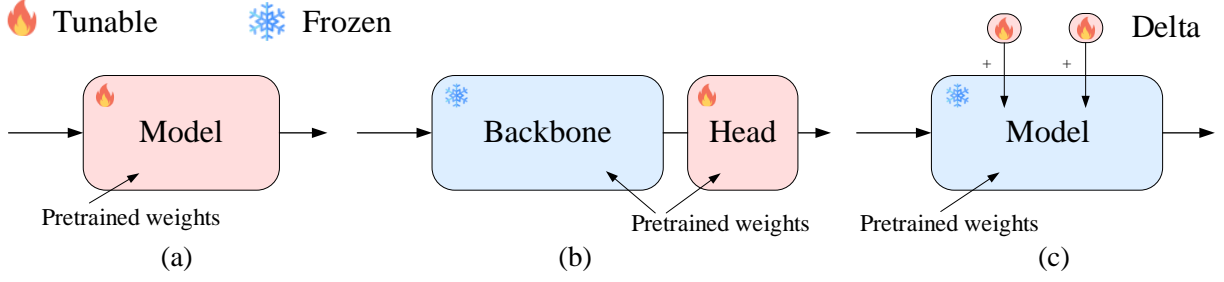 Tunable
Frozen
Delta
+
+
Model
Backbone
Head
Model
Pretrained weights
Pretrained weights
Pretrained weights
(a)
(b)
(c)